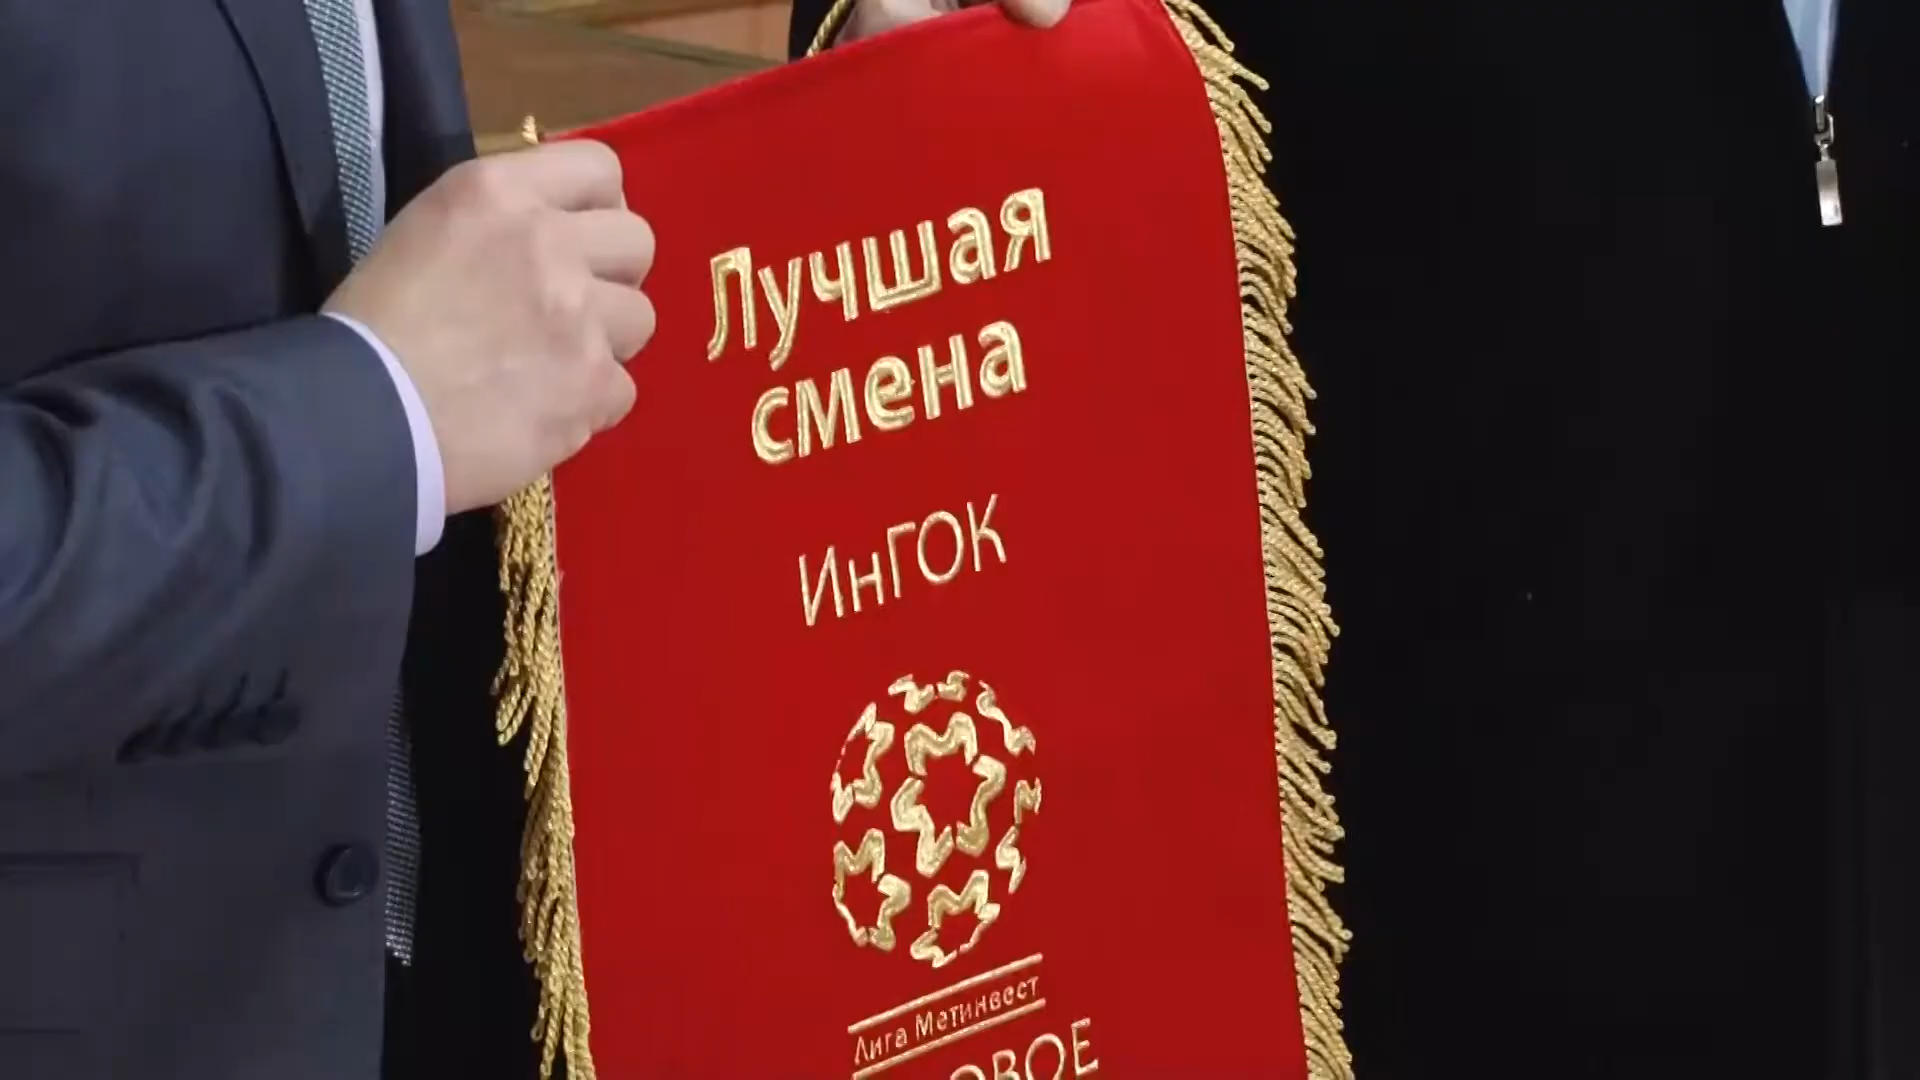 Лучшая
смена
ИнГОК
Лига Метинвест